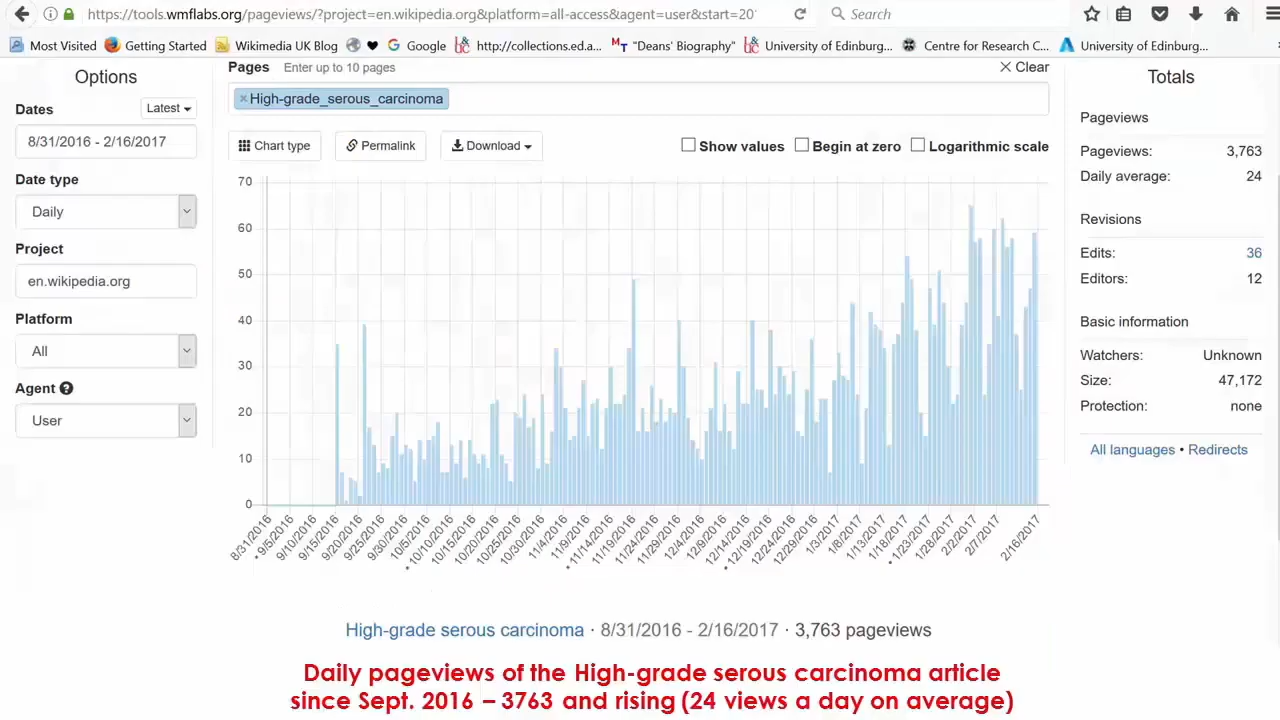 https://tools.wmflabs.org/pageviews/?project=en.wikipedia.org&platform=all-access&agent=user&start=20'
Search
Most Visited Getting Started Wikimedia UK Blog Google http://collections.ed.a... "Deans' Biography" University of Edinburg... Centre for Research C... University of Edinburg...
Options
Dates
Latest
8/31/2016 - 2/16/2017
Date type
Daily
Project
en.wikipedia.org
Platform
All
Agent
User
Pages Enter up to 10 pages
Clear
× High-grade_serous_carcinoma
Chart type Permalink Download Show values Begin at zero Logarithmic scale
70
60
50
40
30
20
10
0
8/31/2016 9/5/2016 9/10/2016 9/15/2016 9/20/2016 9/25/2016 9/30/2016 10/5/2016 10/10/2016 10/15/2016 10/20/2016 10/25/2016 10/30/2016 11/4/2016 11/9/2016 11/14/2016 11/19/2016 11/24/2016 11/29/2016 12/4/2016 12/9/2016 12/14/2016 12/19/2016 12/24/2016 12/29/2016 1/3/2017 1/8/2017 1/13/2017 1/18/2017 1/23/2017 1/28/2017 2/2/2017 2/7/2017 2/16/2017
High-grade serous carcinoma · 8/31/2016 - 2/16/2017 · 3,763 pageviews
Totals
Pageviews
Pageviews: 3,763
Daily average: 24
Revisions
Edits: 36
Editors: 12
Basic information
Watchers: Unknown
Size: 47,172
Protection: none
All languages • Redirects
Daily pageviews of the High-grade serous carcinoma article
since Sept. 2016 – 3763 and rising (24 views a day on average)